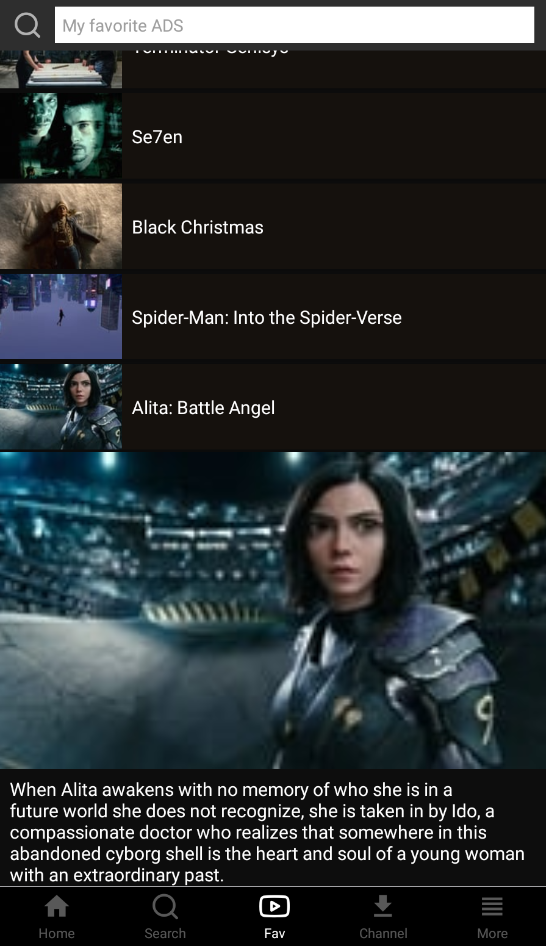 My favorite ADS
Terminator Genisys
Se7en
Black Christmas
Spider-Man: Into the Spider-Verse
Alita: Battle Angel
9
When Alita awakens with no memory of who she is in a
future world she does not recognize, she is taken in by Ido, a
compassionate doctor who realizes that somewhere in this
abandoned cyborg shell is the heart and soul of a young woman
with an extraordinary past.
Home
Search
Fav
Channel
More